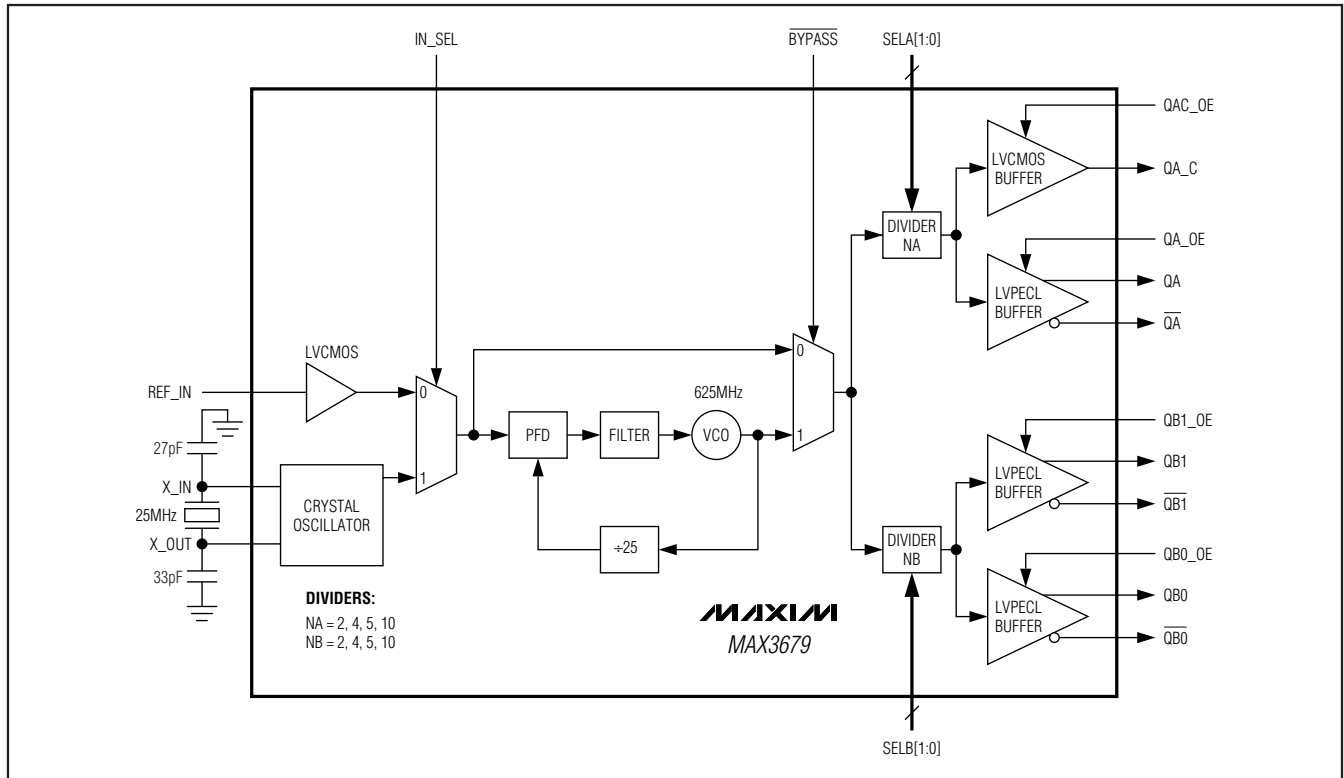 IN_SEL
BYPASS
SELA[1:0]
QAC_OE
LVCMOS
BUFFER
QA_C
DIVIDER
NA
QA_OE
LVPECL
BUFFER
QA
QA
LVCMOS
REF_IN
0
1
0
1
625MHz
PFD
FILTER
VCO
÷25
27pF
X_IN
25MHz
X_OUT
33pF
CRYSTAL
OSCILLATOR
QB1_OE
LVPECL
BUFFER
QB1
QB1
DIVIDER
NB
QB0_OE
LVPECL
BUFFER
QB0
QB0
DIVIDERS:
NA = 2, 4, 5, 10
NB = 2, 4, 5, 10
MAXIM
MAX3679
SELB[1:0]